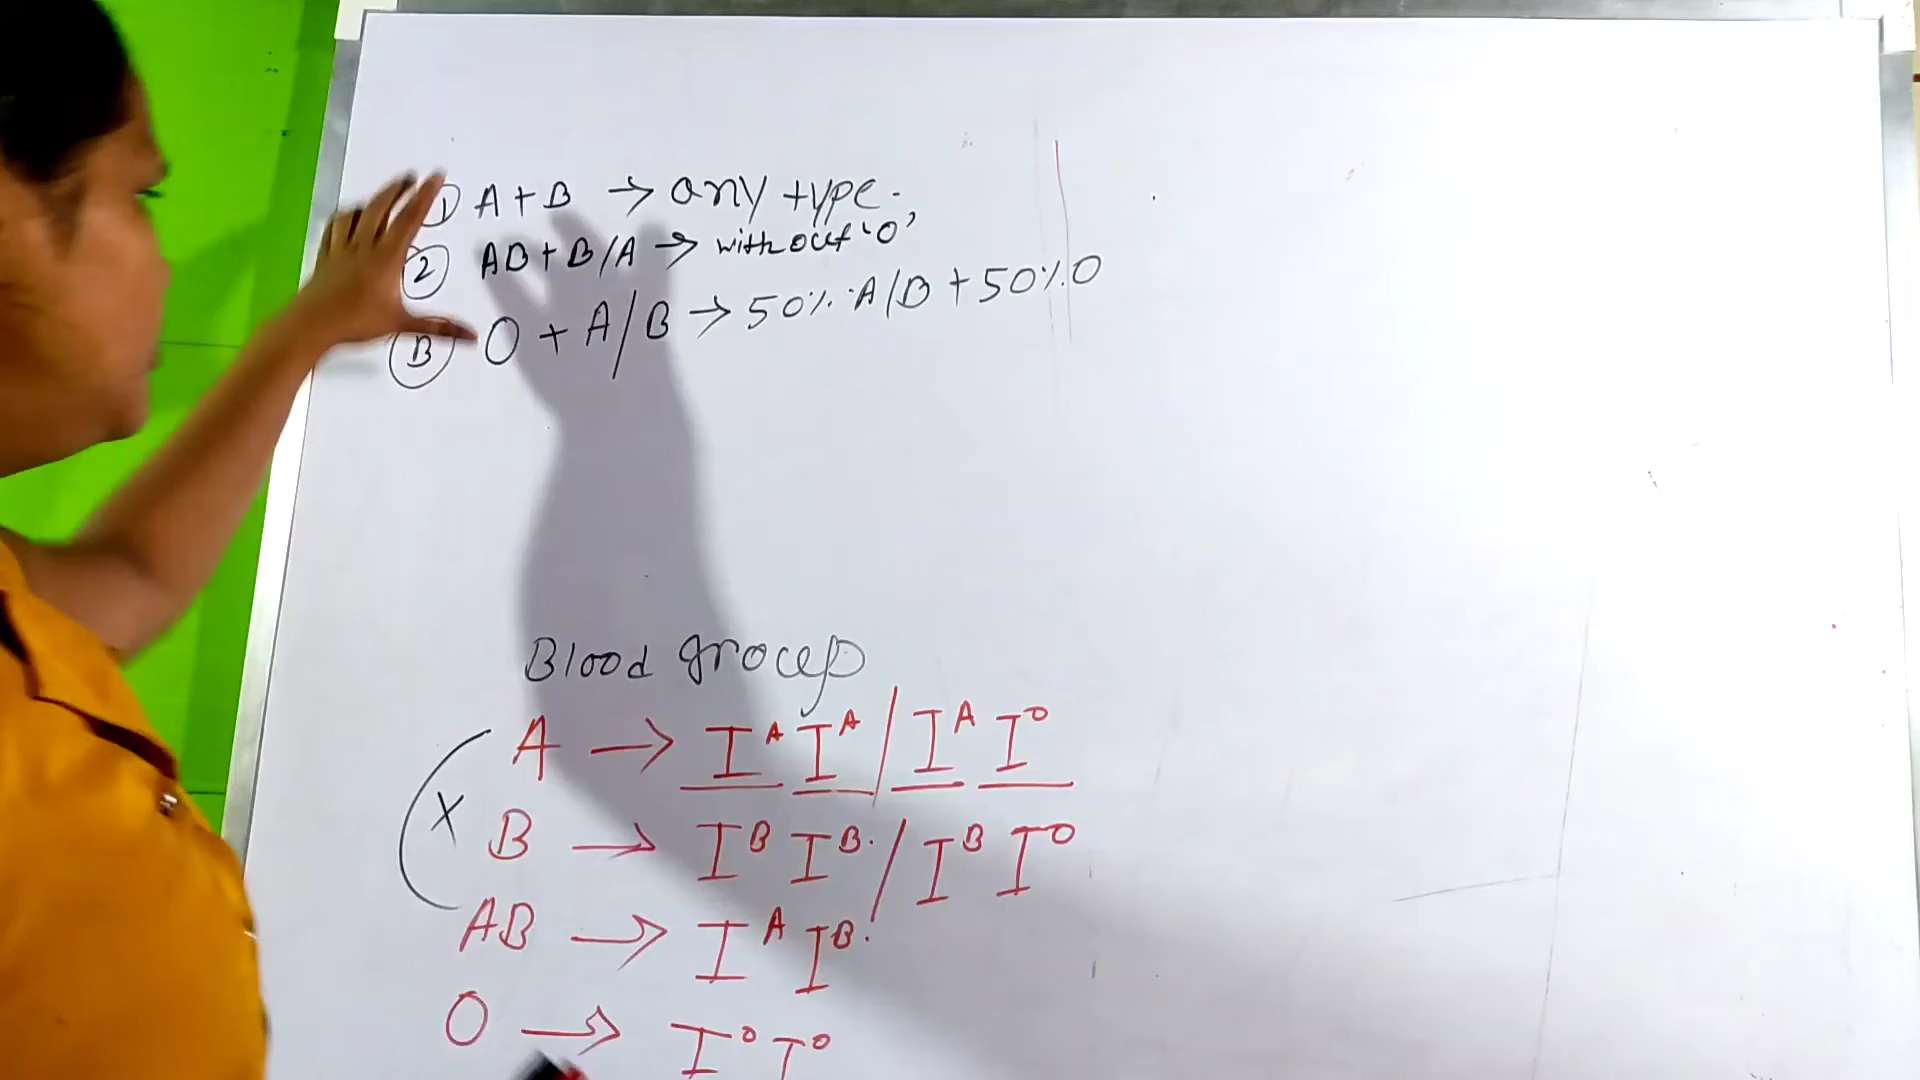 ① A + B → any type.
② AB + B/A → without 'O'
③ O + A/B → 50% A/B + 50% O
Blood group
A → I^A I^A / I^A I^O
X B → I^B I^B. / I^B I^O
AB → I^A I^B.
O → I^O I^O